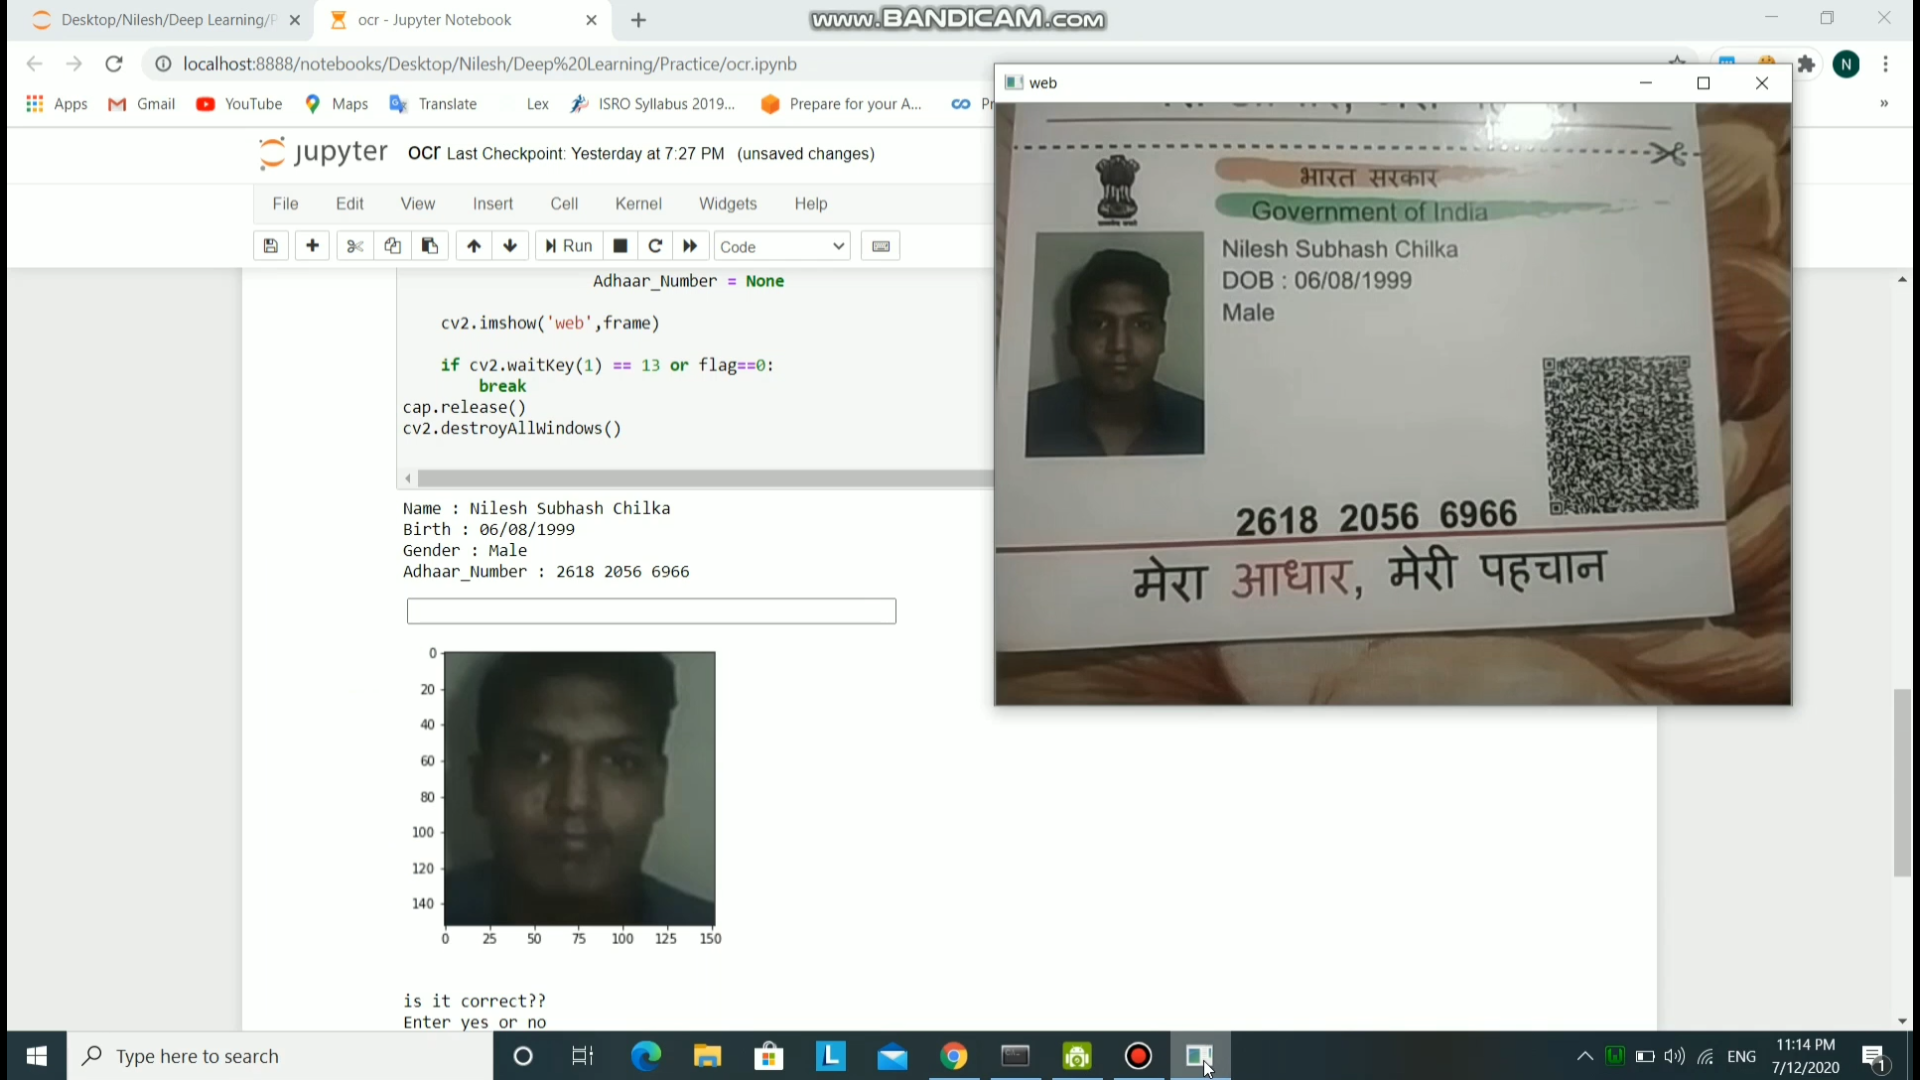 Desktop/Nilesh/Deep Learning/P
ocr - Jupyter Notebook
www.BANDICAM.com
localhost:8888/notebooks/Desktop/Nilesh/Deep%20Learning/Practice/ocr.ipynb
N
Apps Gmail YouTube Maps Translate Lex ISRO Syllabus 2019... Prepare for your A... »
jupyter ocr Last Checkpoint: Yesterday at 7:27 PM (unsaved changes)
File Edit View Insert Cell Kernel Widgets Help
Run Code
Adhaar_Number = None
cv2.imshow('web',frame)
if cv2.waitKey(1) == 13 or flag==0:
break
cap.release()
cv2.destroyAllWindows()
Name : Nilesh Subhash Chilka
Birth : 06/08/1999
Gender : Male
Adhaar_Number : 2618 2056 6966
0
20
40
60
80
100
120
140
0 25 50 75 100 125 150
is it correct??
Enter yes or no
web
भारत सरकार
Government of India
Nilesh Subhash Chilka
DOB : 06/08/1999
Male
2618 2056 6966
मेरा आधार, मेरी पहचान
Type here to search
L
ENG
11:14 PM
7/12/2020
1